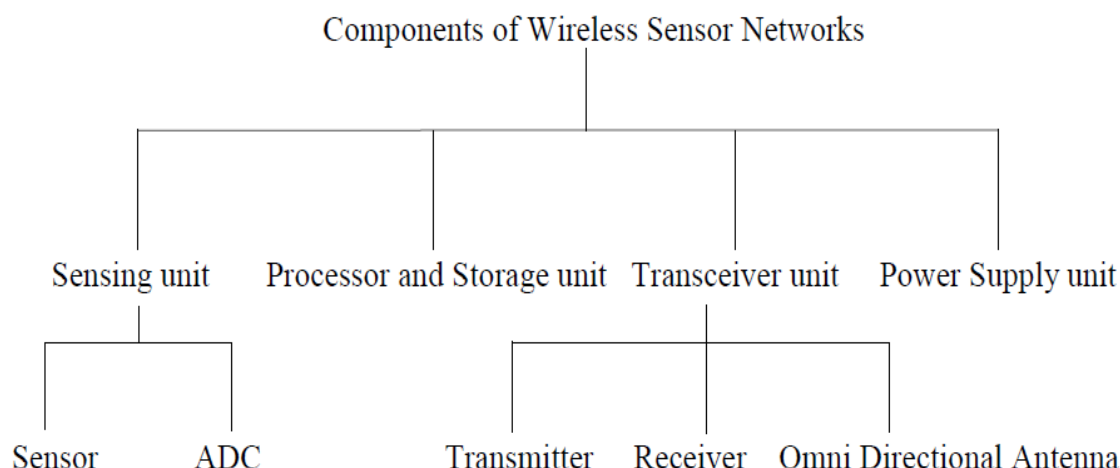 Components of Wireless Sensor Networks
Sensing unit Processor and Storage unit Transceiver unit Power Supply unit
Sensor ADC Transmitter Receiver Omni Directional Antenna